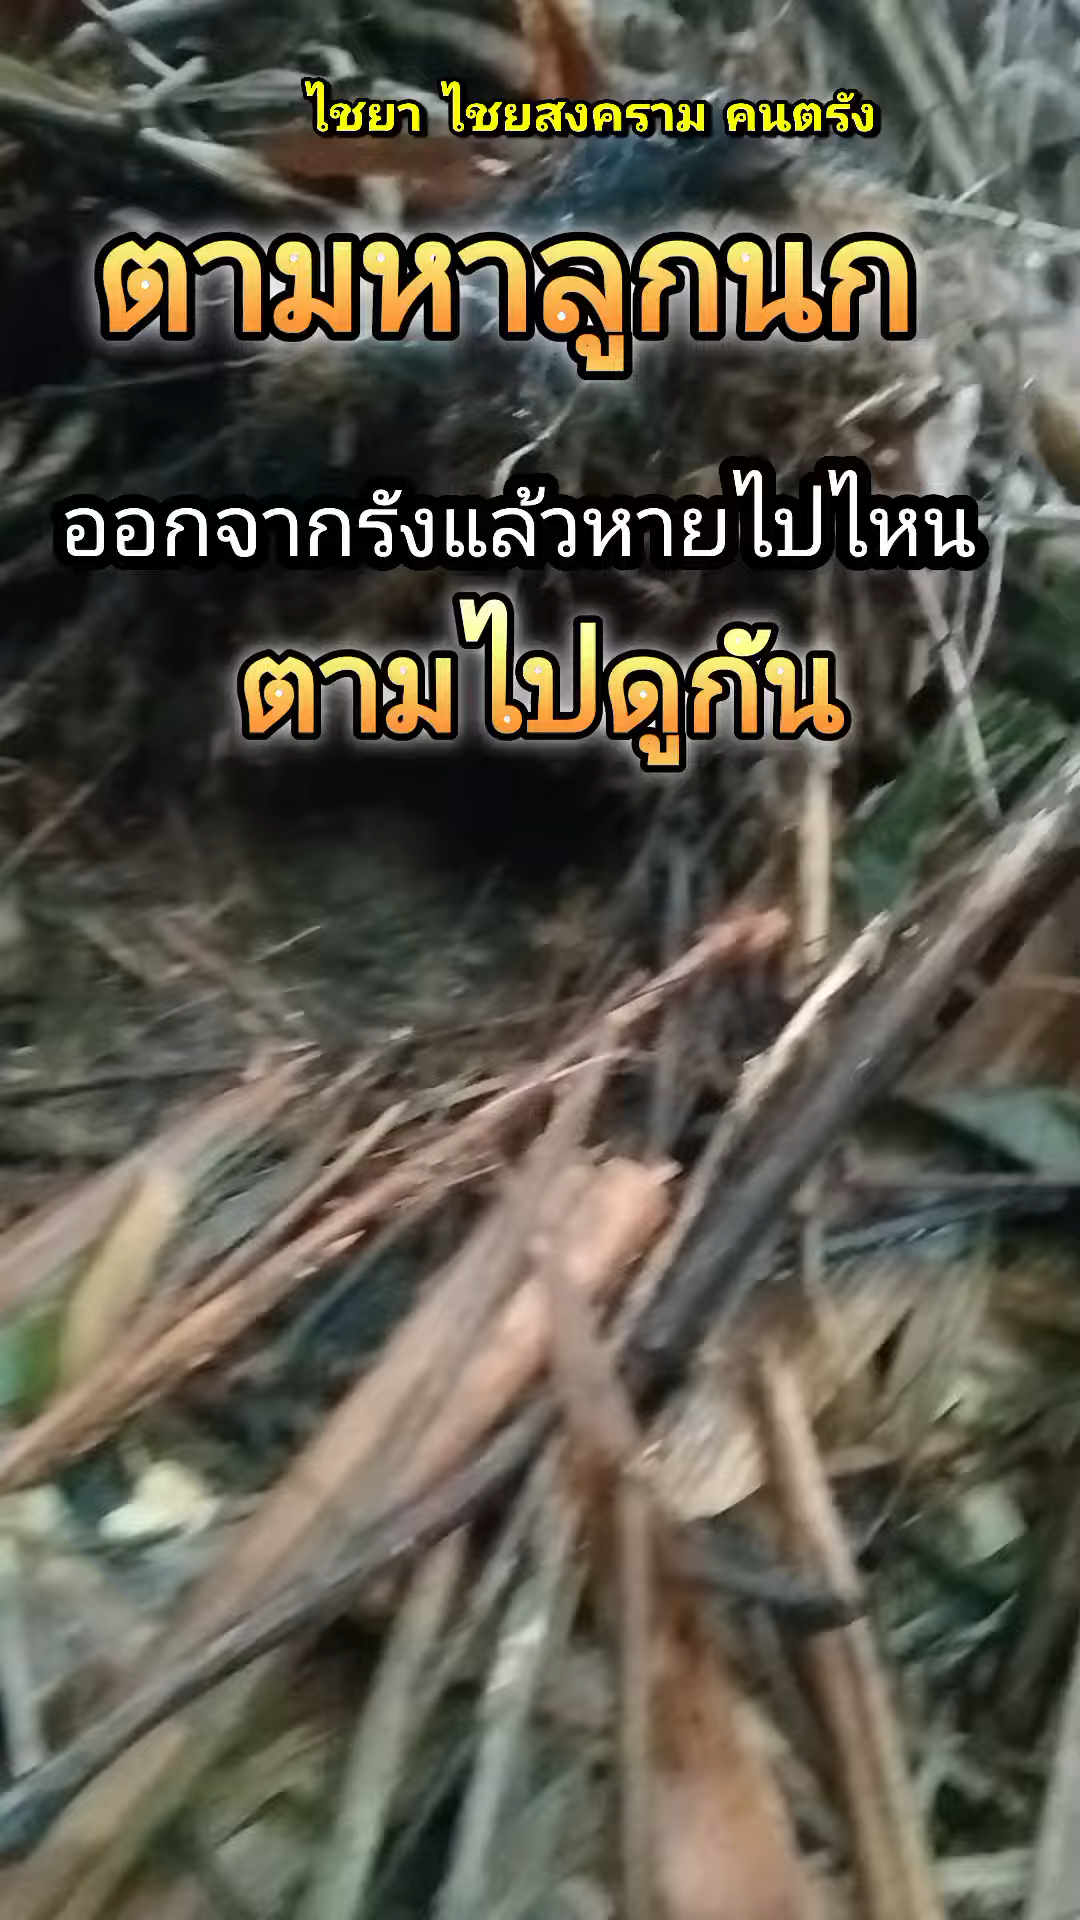 ไชยา ไชยสงคราม คนตรัง
ตามหาลูกนก
ออกจากรังแล้วหายไปไหน
ตามไปดูกัน